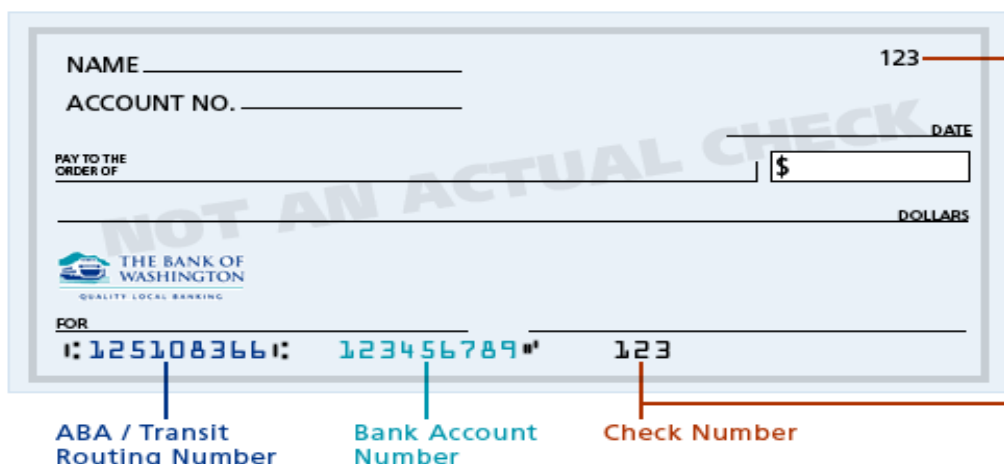 NAME
123
ACCOUNT NO.
DATE
PAY TO THE
ORDER OF
$
NOT AN ACTUAL CHECK
DOLLARS
THE BANK OF
WASHINGTON
QUALITY LOCAL BANKING
FOR
⑆125108366⑆ 123456789⑈ 123
ABA / Transit
Routing Number
Bank Account
Number
Check Number